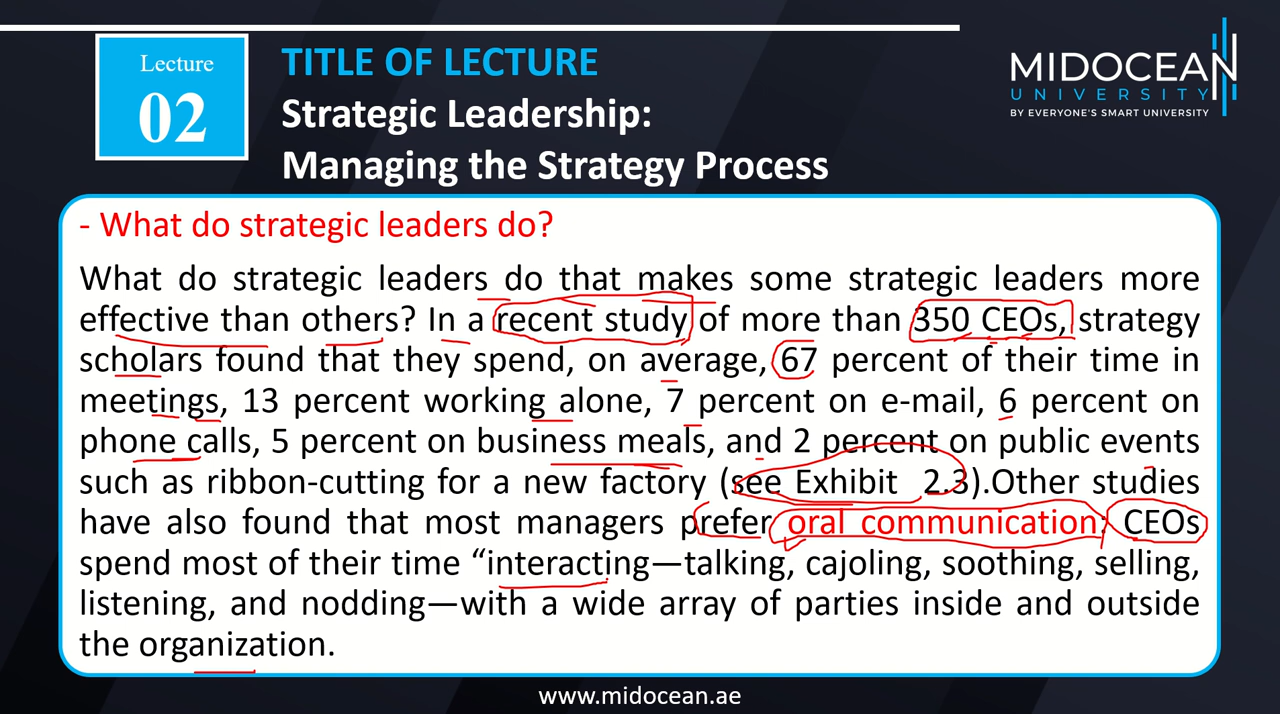 Lecture
02
TITLE OF LECTURE
Strategic Leadership:
Managing the Strategy Process
MIDOCEAN
UNIVERSITY
BY EVERYONE'S SMART UNIVERSITY
- What do strategic leaders do?
What do strategic leaders do that makes some strategic leaders more
effective than others? In a recent study of more than 350 CEOs, strategy
scholars found that they spend, on average, 67 percent of their time in
meetings, 13 percent working alone, 7 percent on e-mail, 6 percent on
phone calls, 5 percent on business meals, and 2 percent on public events
such as ribbon-cutting for a new factory (see Exhibit 2.3).Other studies
have also found that most managers prefer oral communication; CEOs
spend most of their time “interacting—talking, cajoling, soothing, selling,
listening, and nodding—with a wide array of parties inside and outside
the organization.
www.midocean.ae